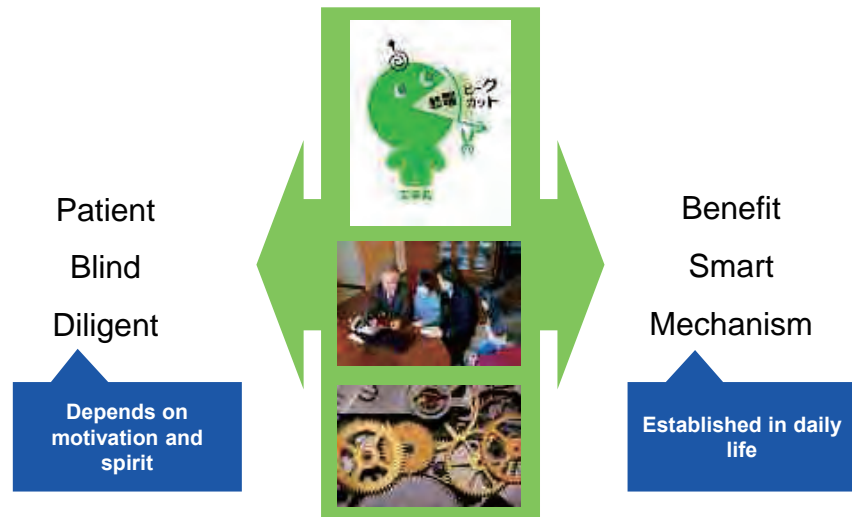 ピーク
カット
Patient
Blind
Diligent
Depends on
motivation and
spirit
Benefit
Smart
Mechanism
Established in daily
life